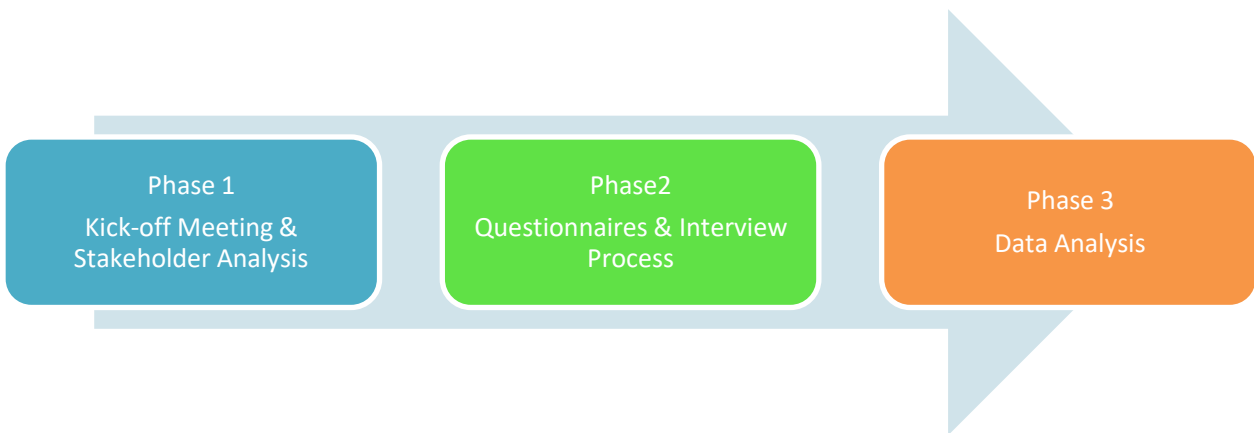 Phase 1
Kick-off Meeting &
Stakeholder Analysis
Phase2
Questionnaires & Interview
Process
Phase 3
Data Analysis